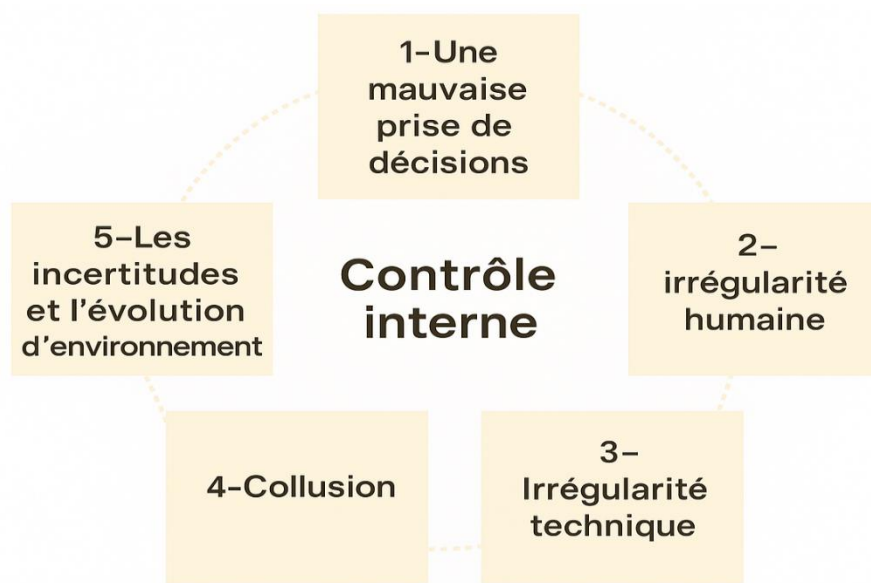 1-Une
mauvaise
prise de
décisions
5-Les
incertitudes
et l'évolution
d'environnement
Contrôle
interne
2-
irrégularité
humaine
4-Collusion
3-
Irrégularité
technique